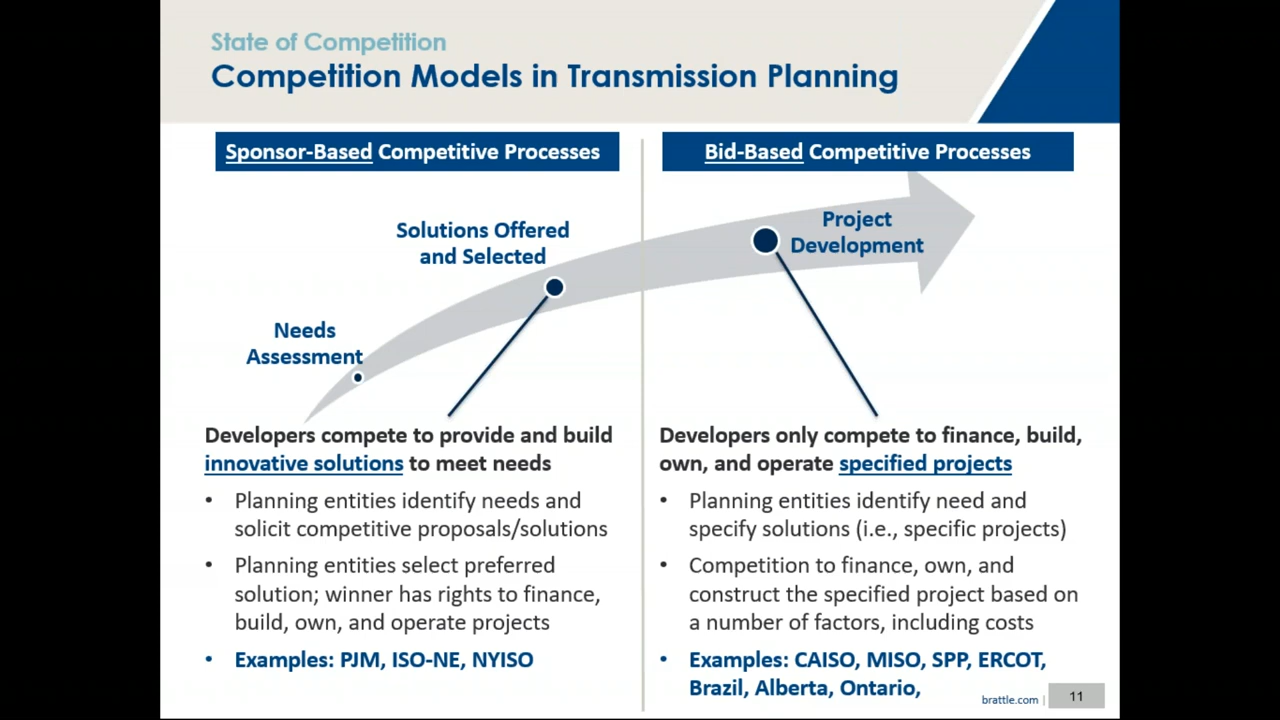 State of Competition
Competition Models in Transmission Planning
Sponsor-Based Competitive Processes
Solutions Offered
and Selected
Needs
Assessment
Developers compete to provide and build
innovative solutions to meet needs
• Planning entities identify needs and
solicit competitive proposals/solutions
• Planning entities select preferred
solution; winner has rights to finance,
build, own, and operate projects
• Examples: PJM, ISO-NE, NYISO
Bid-Based Competitive Processes
Project
Development
Developers only compete to finance, build,
own, and operate specified projects
• Planning entities identify need and
specify solutions (i.e., specific projects)
• Competition to finance, own, and
construct the specified project based on
a number of factors, including costs
• Examples: CAISO, MISO, SPP, ERCOT,
Brazil, Alberta, Ontario,
brattle.com | 11